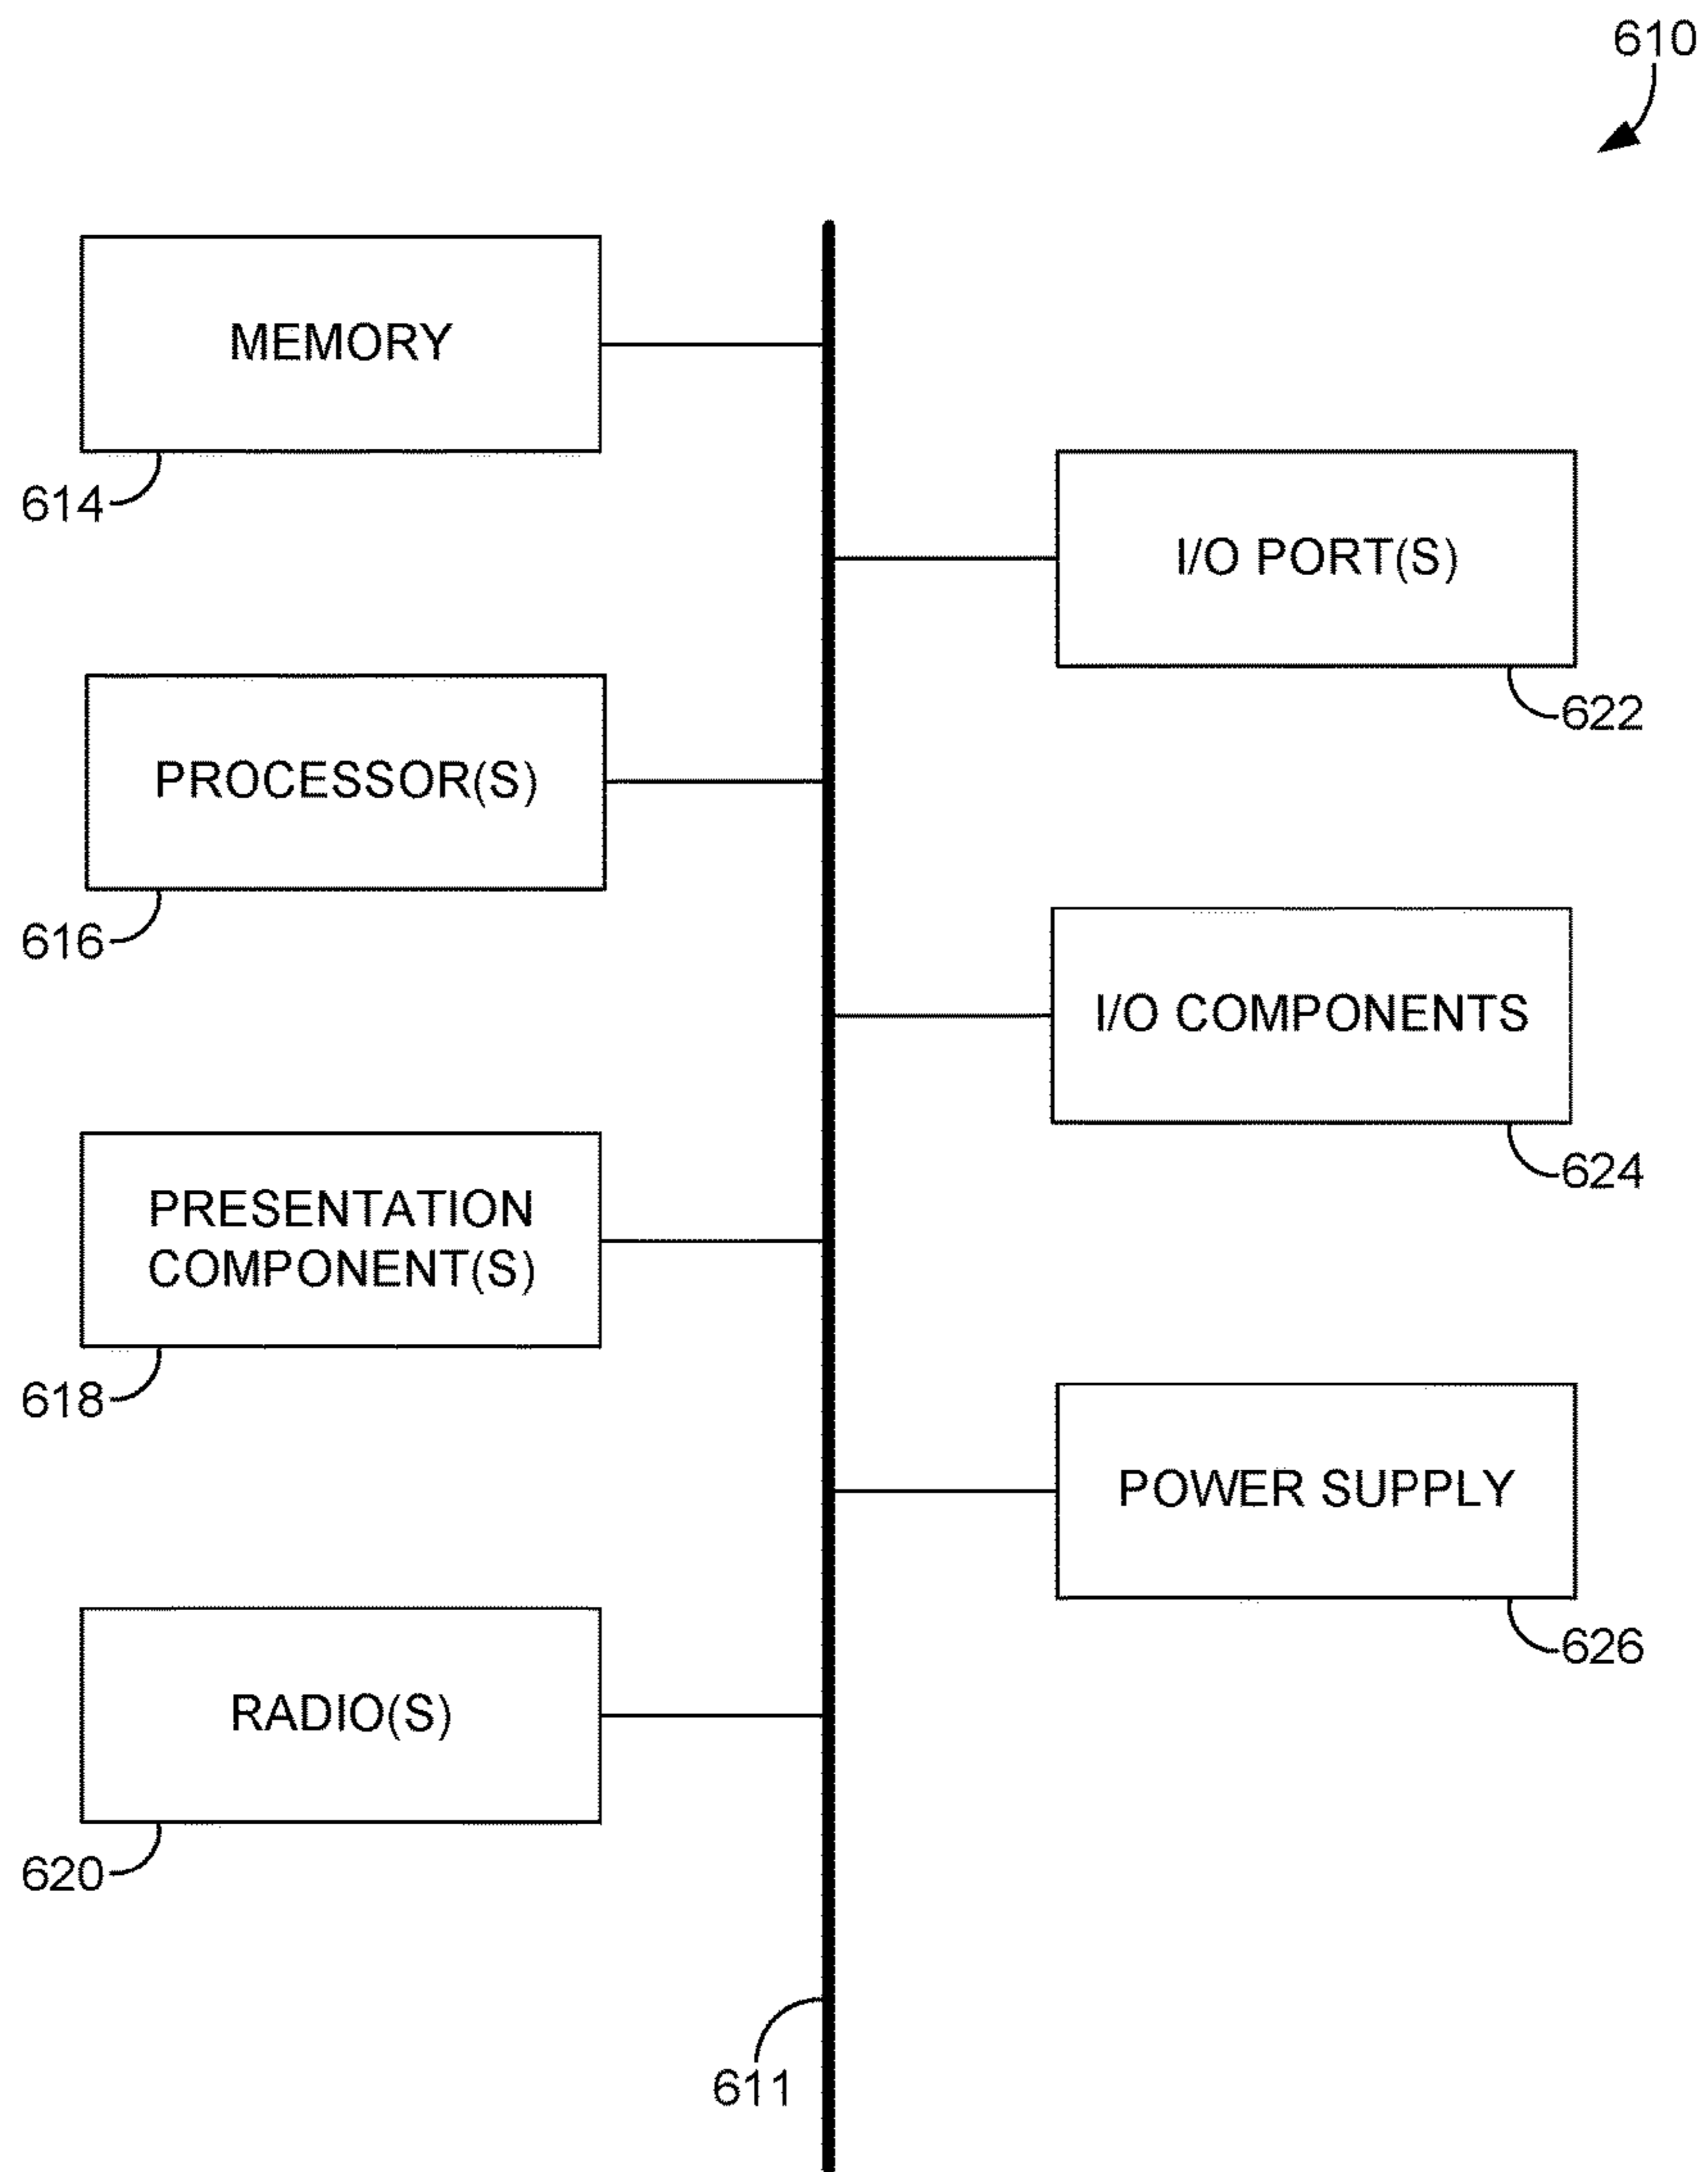 610
MEMORY
614
I/O PORT(S)
622
PROCESSOR(S)
616
I/O COMPONENTS
624
PRESENTATION
COMPONENT(S)
618
POWER SUPPLY
626
RADIO(S)
620
611